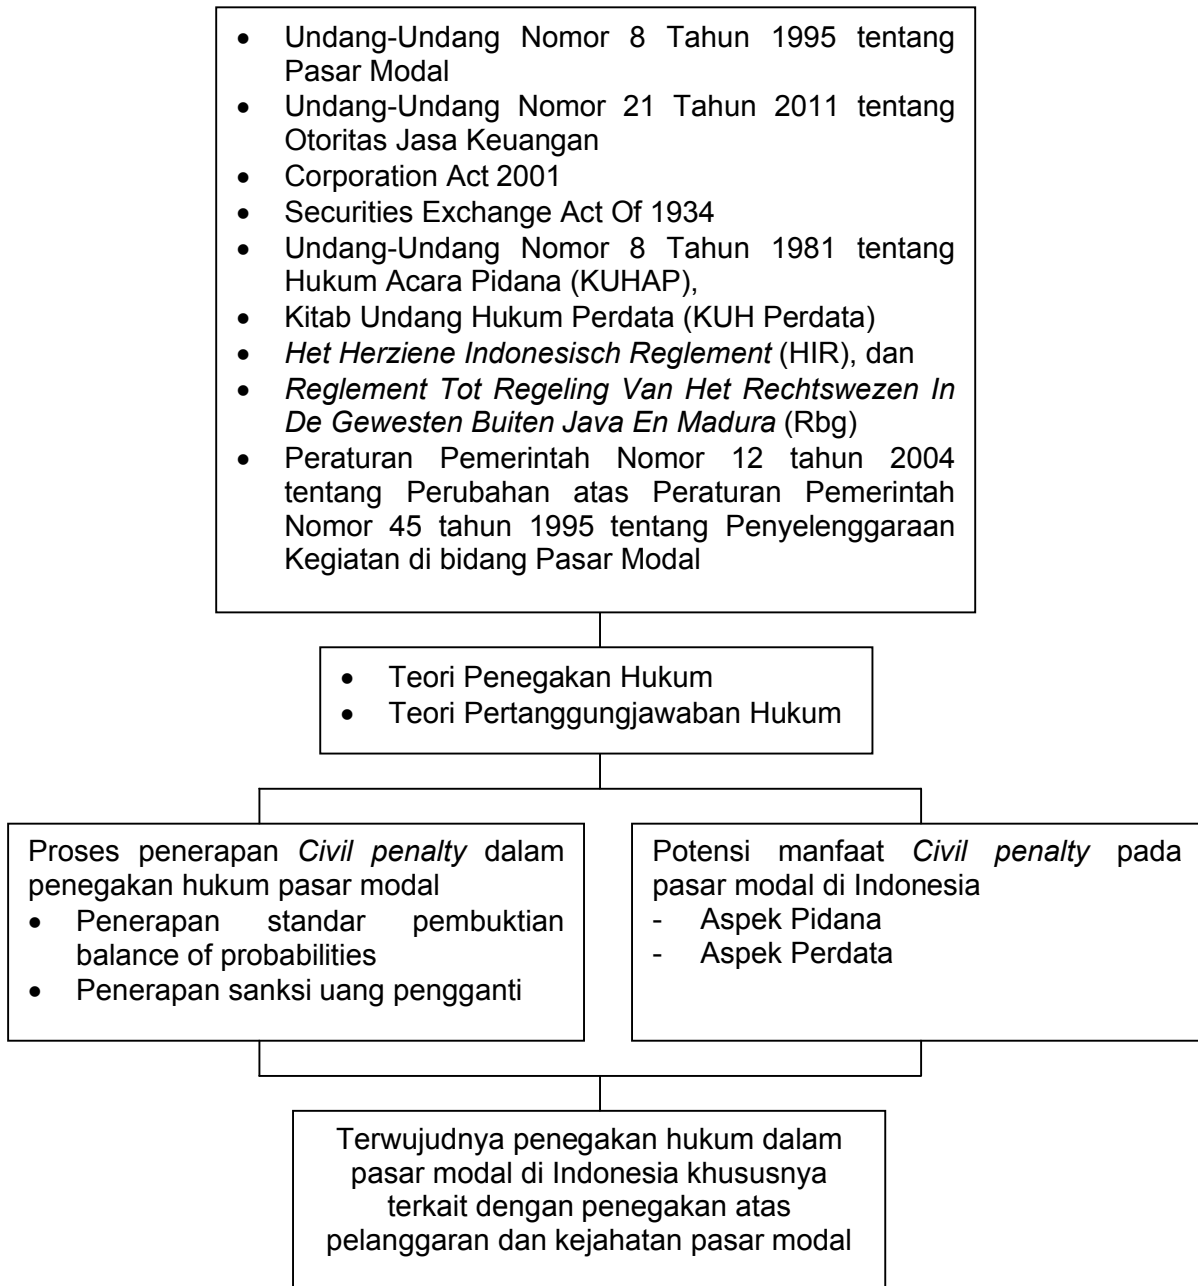 • Undang-Undang Nomor 8 Tahun 1995 tentang
Pasar Modal
• Undang-Undang Nomor 21 Tahun 2011 tentang
Otoritas Jasa Keuangan
• Corporation Act 2001
• Securities Exchange Act Of 1934
• Undang-Undang Nomor 8 Tahun 1981 tentang
Hukum Acara Pidana (KUHAP),
• Kitab Undang Hukum Perdata (KUH Perdata)
• Het Herziene Indonesisch Reglement (HIR), dan
• Reglement Tot Regeling Van Het Rechtswezen In
De Gewesten Buiten Java En Madura (Rbg)
• Peraturan Pemerintah Nomor 12 tahun 2004
tentang Perubahan atas Peraturan Pemerintah
Nomor 45 tahun 1995 tentang Penyelenggaraan
Kegiatan di bidang Pasar Modal
• Teori Penegakan Hukum
• Teori Pertanggungjawaban Hukum
Proses penerapan Civil penalty dalam
penegakan hukum pasar modal
• Penerapan standar pembuktian
balance of probabilities
• Penerapan sanksi uang pengganti
Potensi manfaat Civil penalty pada
pasar modal di Indonesia
- Aspek Pidana
- Aspek Perdata
Terwujudnya penegakan hukum dalam
pasar modal di Indonesia khususnya
terkait dengan penegakan atas
pelanggaran dan kejahatan pasar modal